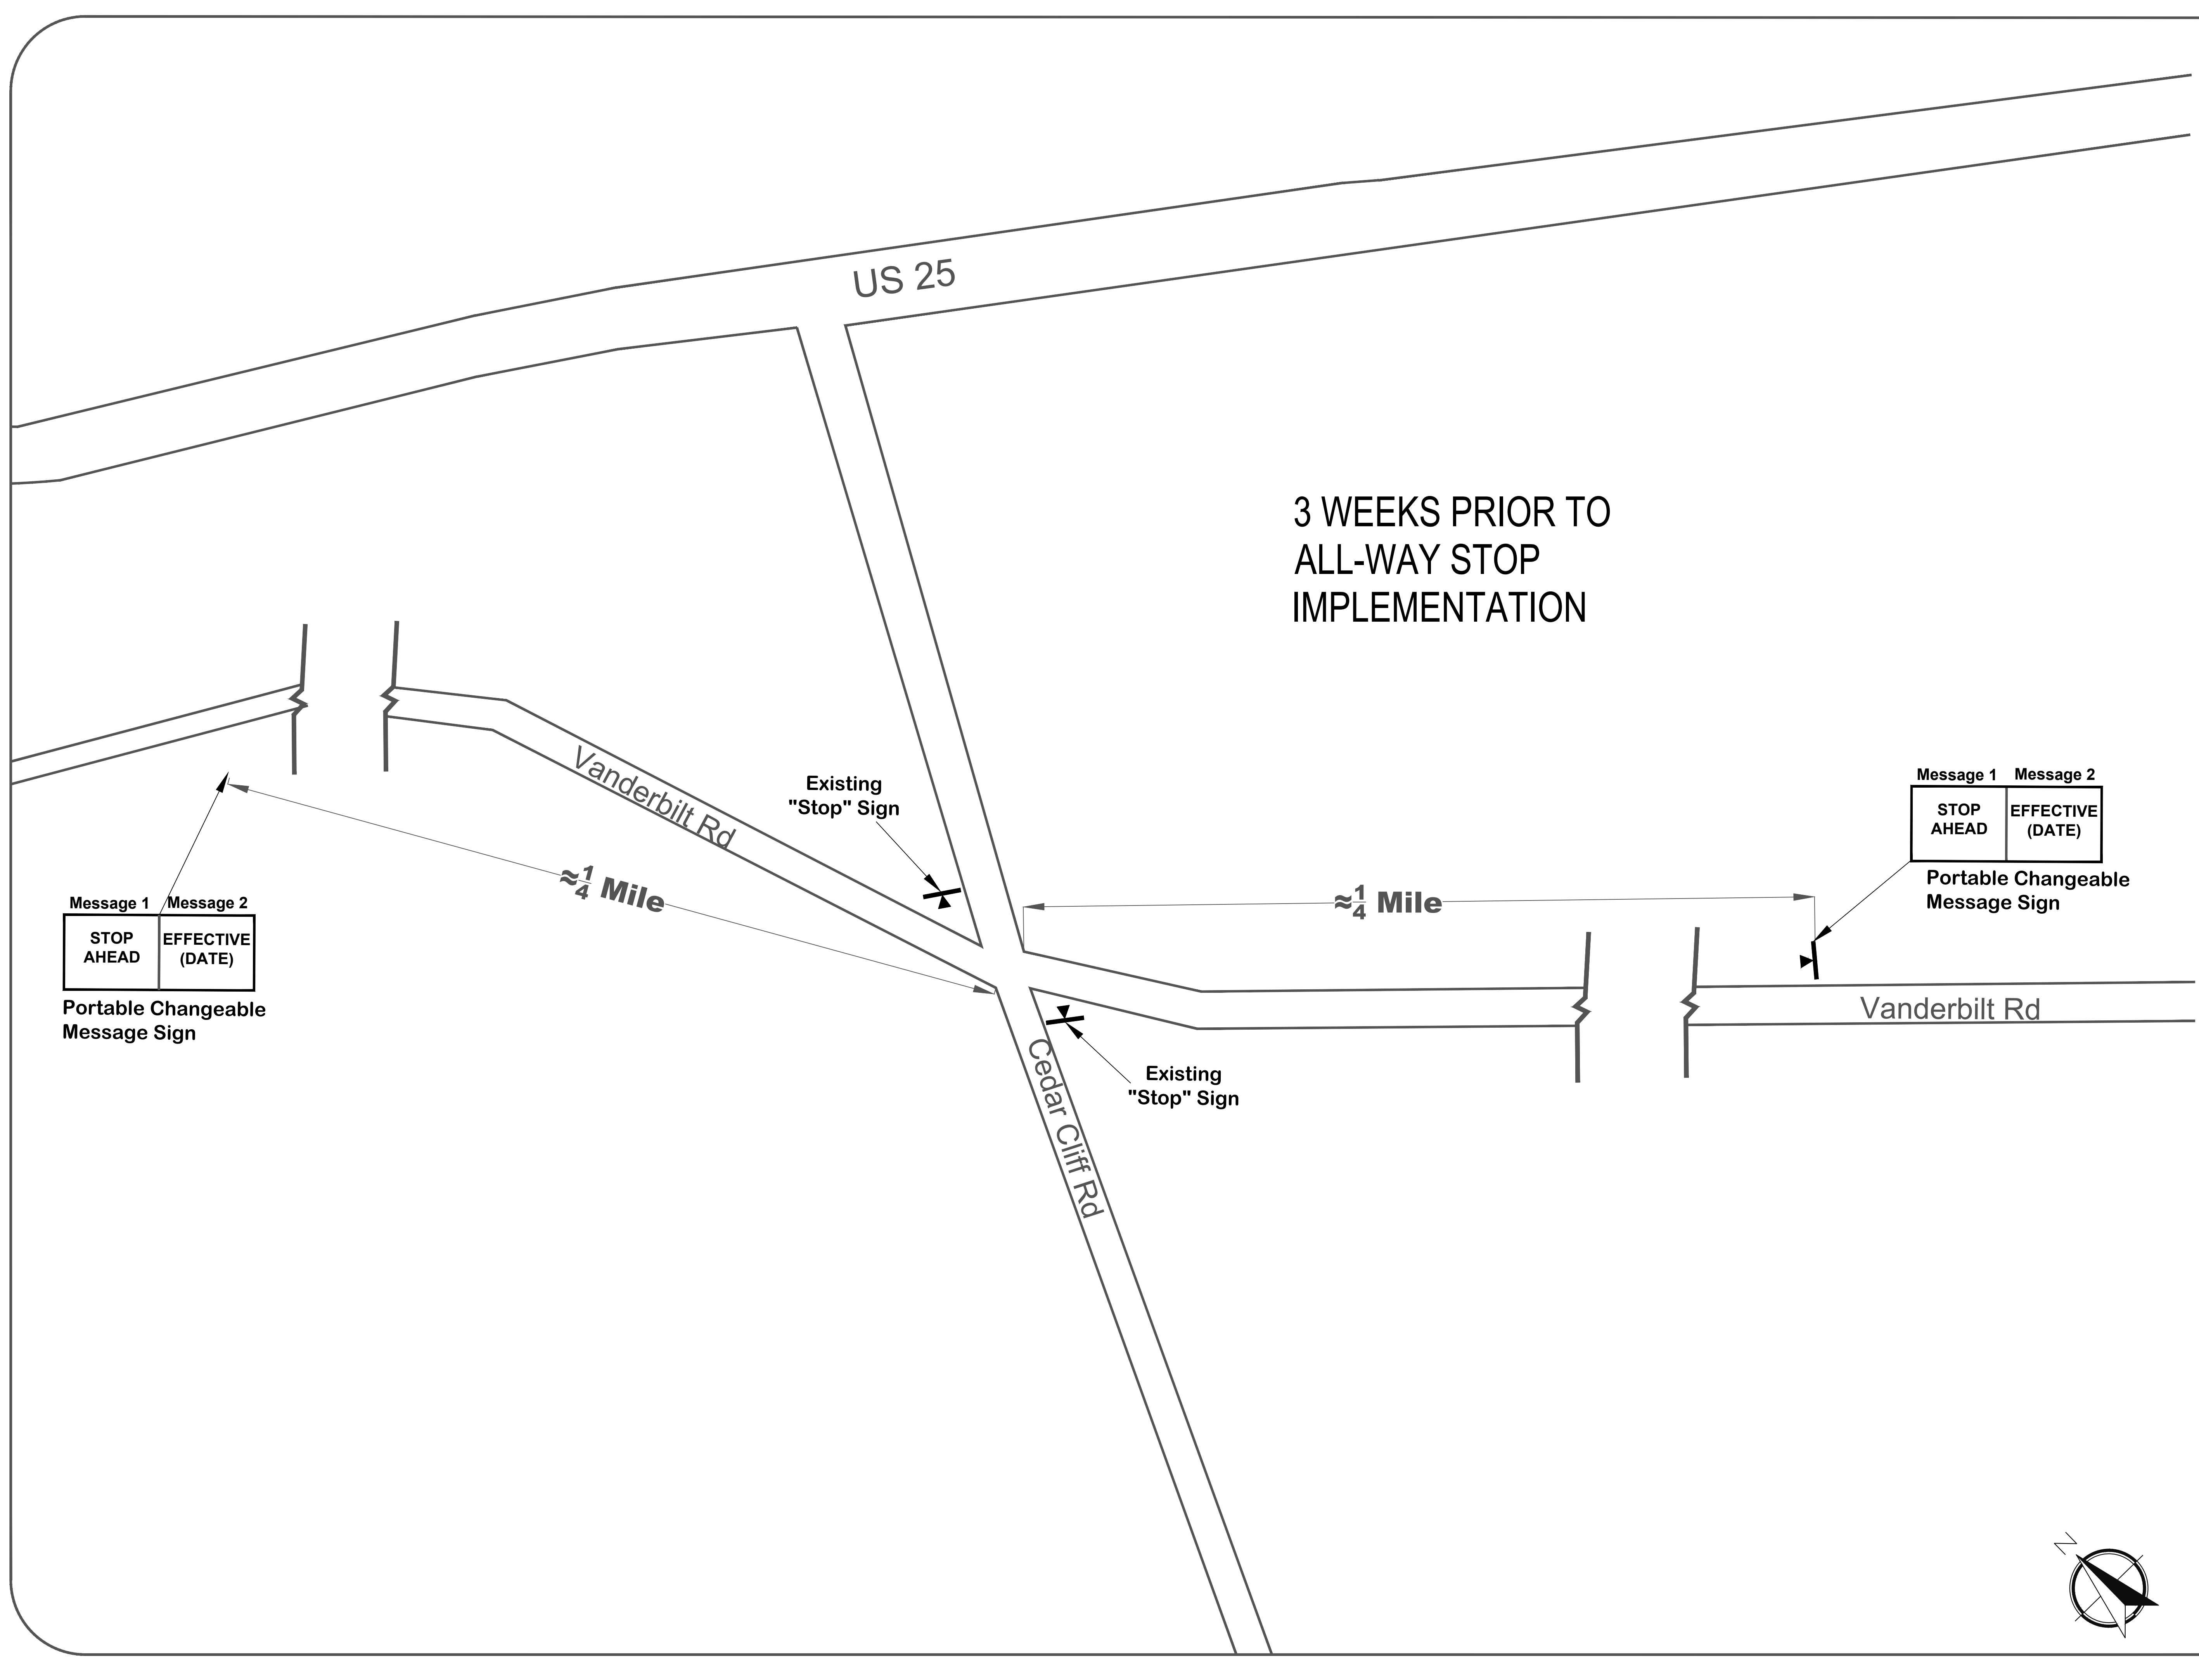 US 25
3 WEEKS PRIOR TO
ALL-WAY STOP
IMPLEMENTATION
Vanderbilt Rd
Existing
"Stop" Sign
≈1/4 Mile
≈1/4 Mile
Message 1 Message 2
STOP
AHEAD
EFFECTIVE
(DATE)
Portable Changeable
Message Sign
Message 1 Message 2
STOP
AHEAD
EFFECTIVE
(DATE)
Portable Changeable
Message Sign
Vanderbilt Rd
Existing
"Stop" Sign
Cedar Cliff Rd
N